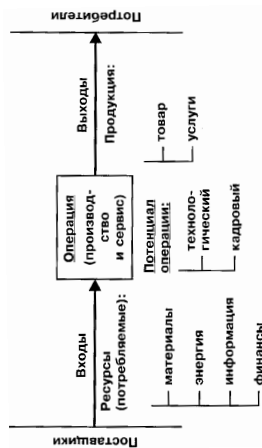 Поставщики
Входы
Ресурсы
(потребляемые):
материалы
энергия
информация
финансы
Операция
(производ-
ство
и сервис)
Потенциал
операции:
техноло-
гический
кадровый
Выходы
Продукция:
товар
услуги
Потребители